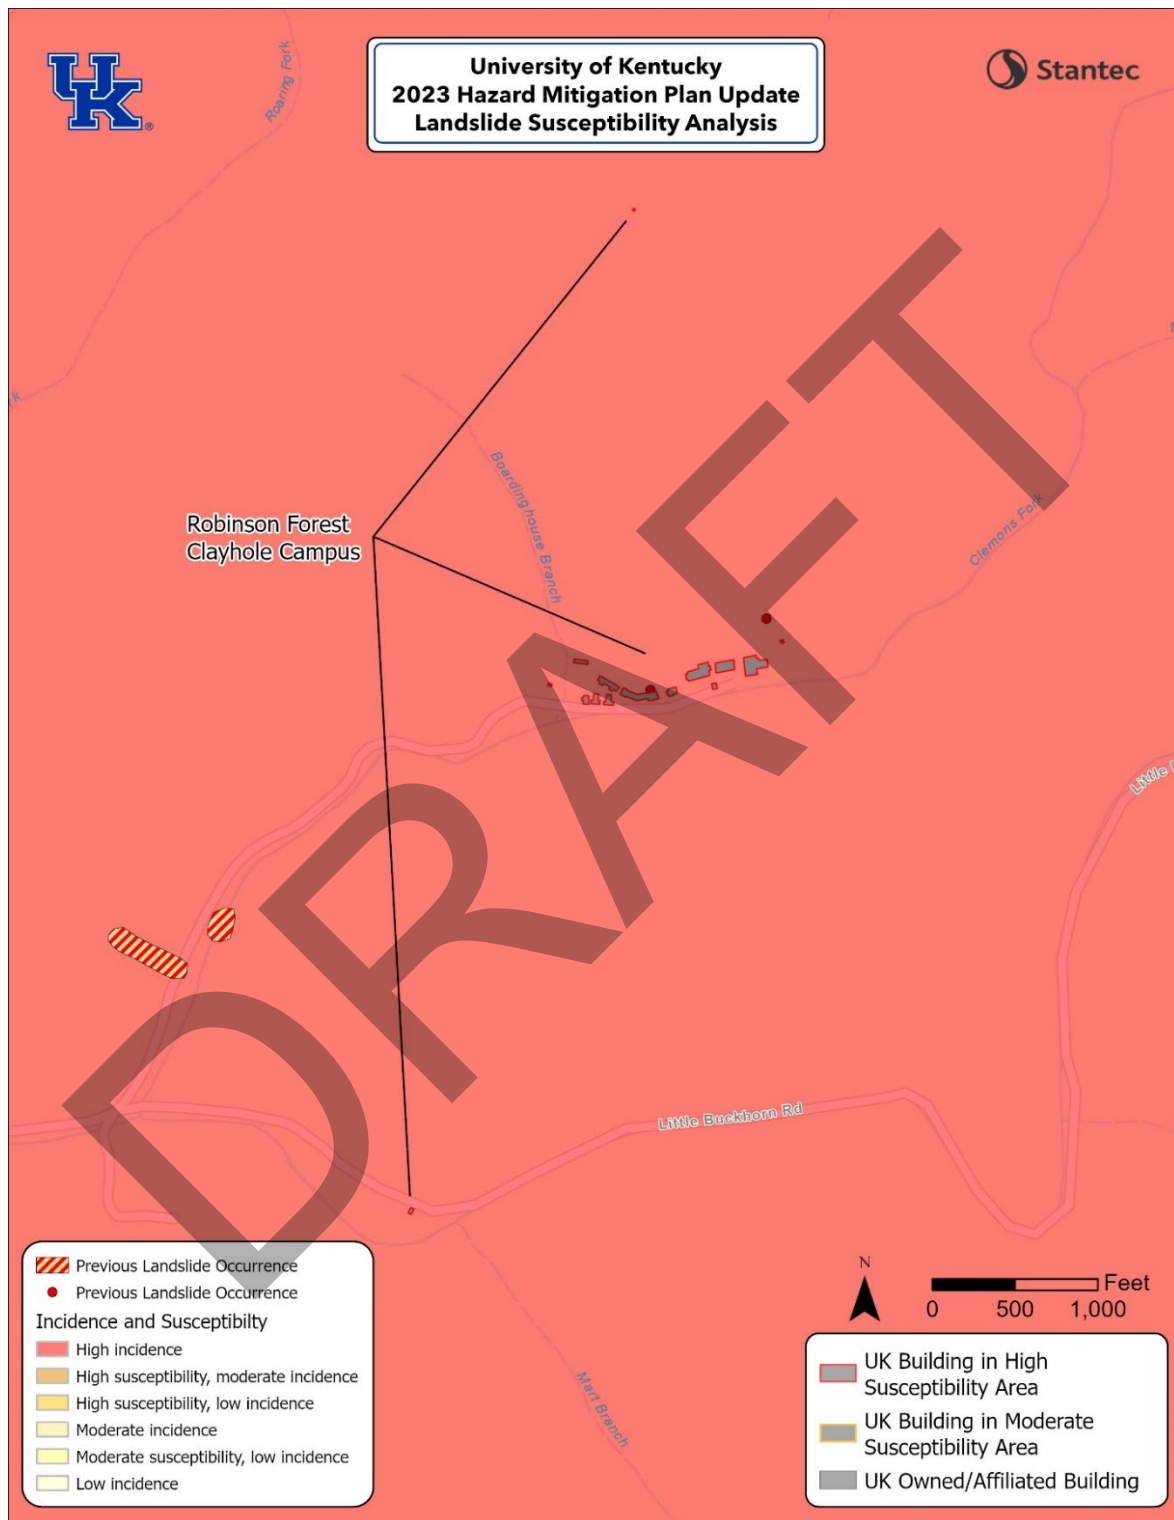 UK
University of Kentucky
2023 Hazard Mitigation Plan Update
Landslide Susceptibility Analysis
Stantec
Roaring Fork
Boardinghouse Branch
Robinson Forest
Clayhole Campus
Clemons Fork
Little Buckhorn Rd
Mart Branch
DRAFT
Previous Landslide Occurrence
Previous Landslide Occurrence
Incidence and Susceptibilty
High incidence
High susceptibility, moderate incidence
High susceptibility, low incidence
Moderate incidence
Moderate susceptibility, low incidence
Low incidence
N
Feet
0 500 1,000
UK Building in High
Susceptibility Area
UK Building in Moderate
Susceptibility Area
UK Owned/Affiliated Building